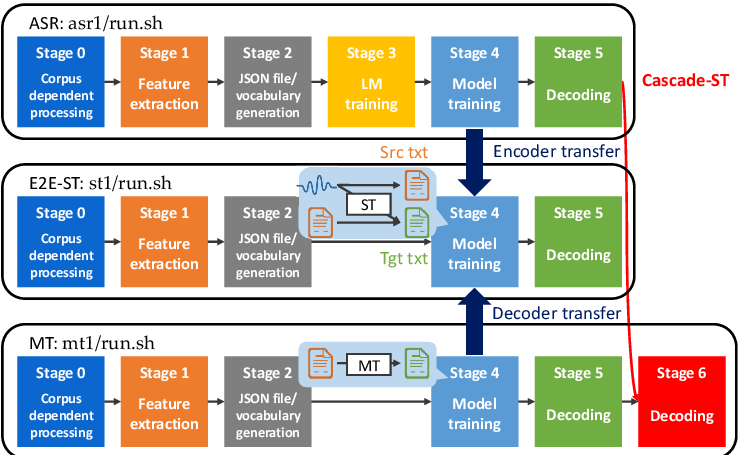 ASR: asr1/run.sh
Stage 0
Corpus
dependent
processing
Stage 1
Feature
extraction
Stage 2
JSON file/
vocabulary
generation
Stage 3
LM
training
Stage 4
Model
training
Stage 5
Decoding
Cascade-ST
Src txt
Encoder transfer
E2E-ST: st1/run.sh
Stage 0
Corpus
dependent
processing
Stage 1
Feature
extraction
Stage 2
JSON file/
vocabulary
generation
ST
Tgt txt
Stage 4
Model
training
Stage 5
Decoding
Decoder transfer
MT: mt1/run.sh
Stage 0
Corpus
dependent
processing
Stage 1
Feature
extraction
Stage 2
JSON file/
vocabulary
generation
MT
Stage 4
Model
training
Stage 5
Decoding
Stage 6
Decoding